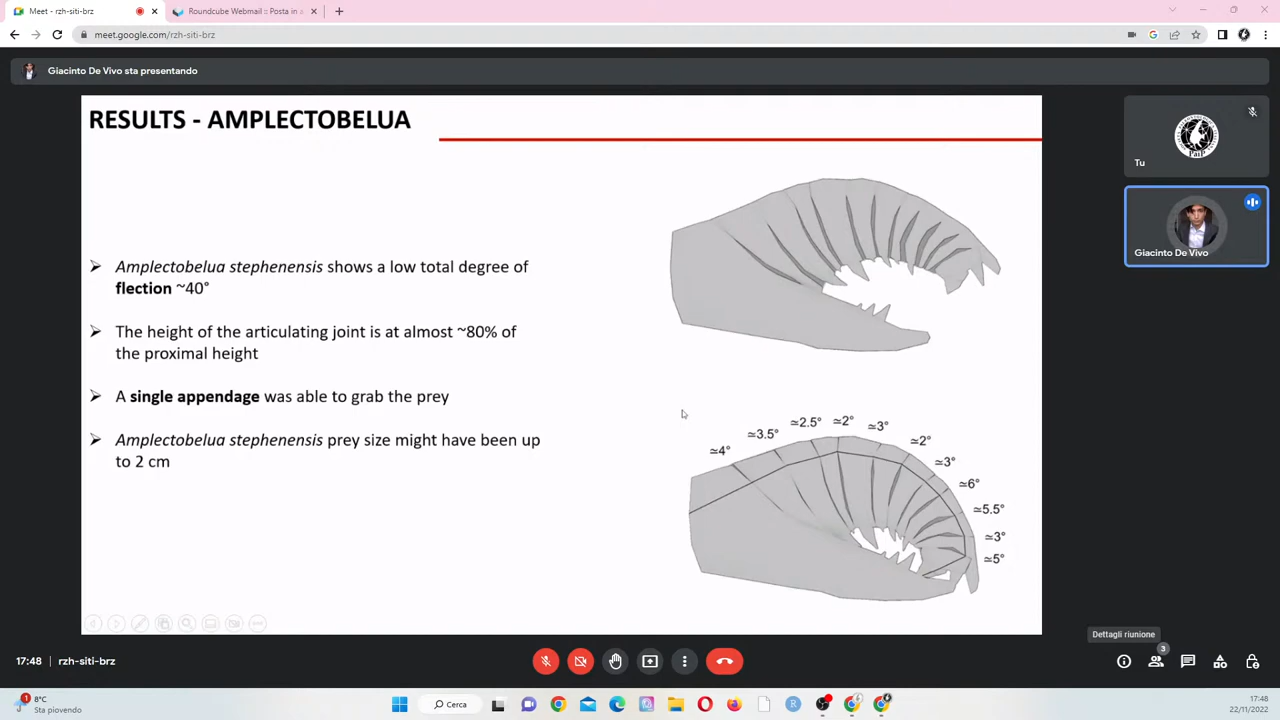 Meet - rzh-siti-brz
Roundcube Webmail :: Posta in a
meet.google.com/rzh-siti-brz
Giacinto De Vivo sta presentando
RESULTS - AMPLECTOBELUA
Amplectobelua stephenensis shows a low total degree of
flection ~40°
The height of the articulating joint is at almost ~80% of
the proximal height
A single appendage was able to grab the prey
Amplectobelua stephenensis prey size might have been up
to 2 cm
≃4°
≃3.5°
≃2.5°
≃2°
≃3°
≃2°
≃3°
≃6°
≃5.5°
≃3°
≃5°
Tu
Giacinto De Vivo
Dettagli riunione
17:48
rzh-siti-brz
3
1
8°C
Sta piovendo
Cerca
17:48
22/11/2022